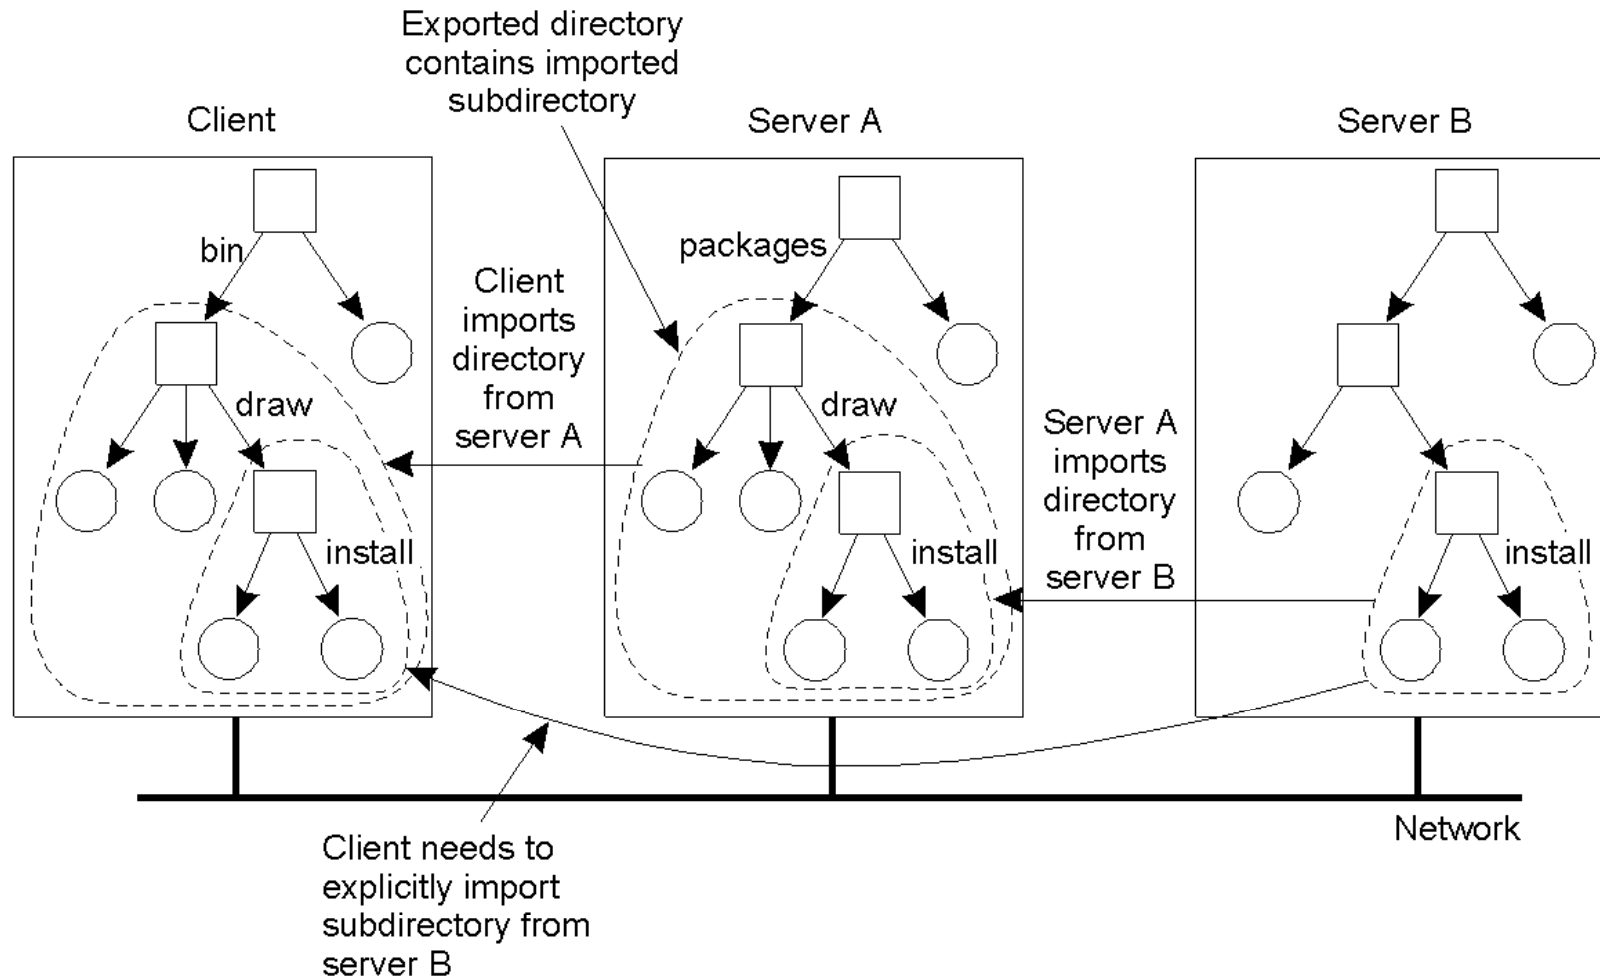 Exported directory
contains imported
subdirectory
Client
Server A
Server B
bin
packages
Client
imports
directory
from
server A
draw
draw
Server A
imports
directory
from
server B
install
install
install
Network
Client needs to
explicitly import
subdirectory from
server B